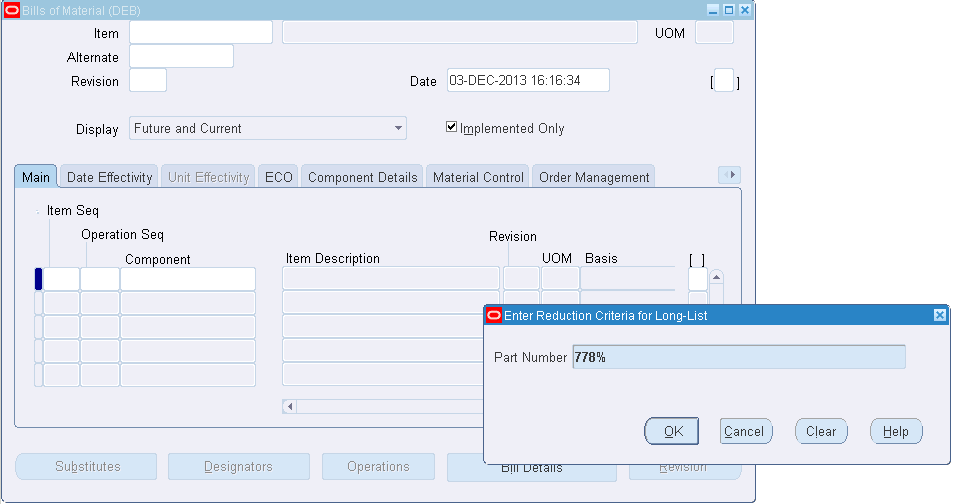 Bills of Material (DEB)
Item UOM
Alternate
Revision Date 03-DEC-2013 16:16:34 [ ]
Display Future and Current Implemented Only
Main Date Effectivity Unit Effectivity ECO Component Details Material Control Order Management
Item Seq
Operation Seq Revision
Component Item Description UOM Basis [ ]
Enter Reduction Criteria for Long-List
Part Number 778%
OK Cancel Clear Help
Substitutes Designators Operations Bill Details Revision